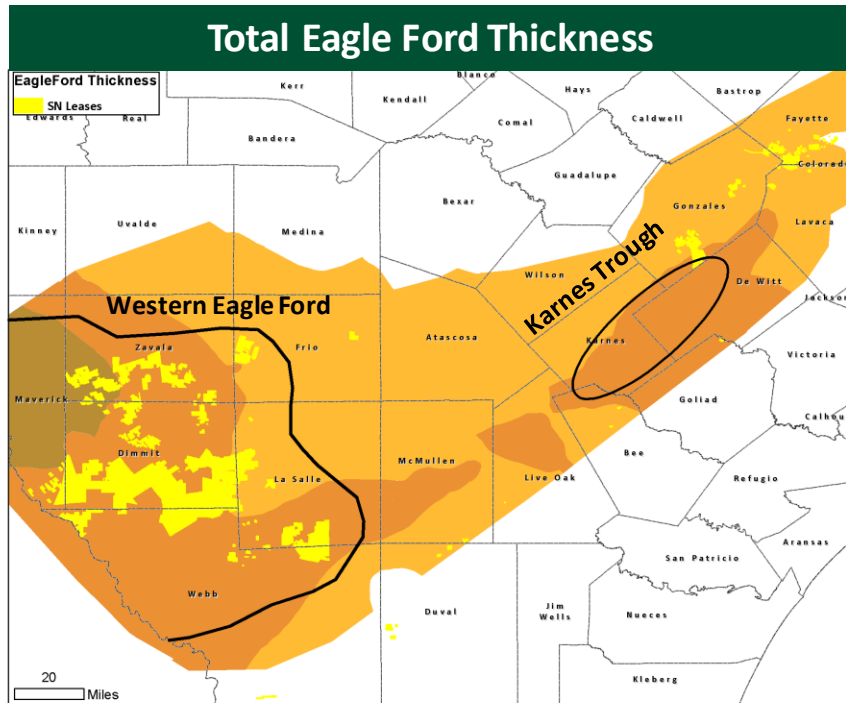 Total Eagle Ford Thickness
EagleFord Thickness
SN Leases
Blanco
Kerr
Hays
Bastrop
Kendall
Edwards
Real
Comal
Caldwell
Fayette
Bandera
Colorado
Guadalupe
Bexar
Gonzales
Kinney
Uvalde
Medina
Lavaca
Wilson
Karnes Trough
De Witt
Western Eagle Ford
Jackson
Zavala
Frio
Atascosa
Karnes
Victoria
Maverick
Goliad
Calhou
Dimmit
McMullen
Bee
La Salle
Live Oak
Refugio
Aransas
San Patricio
Webb
Duval
Jim
Wells
Nueces
Kleberg
20
Miles